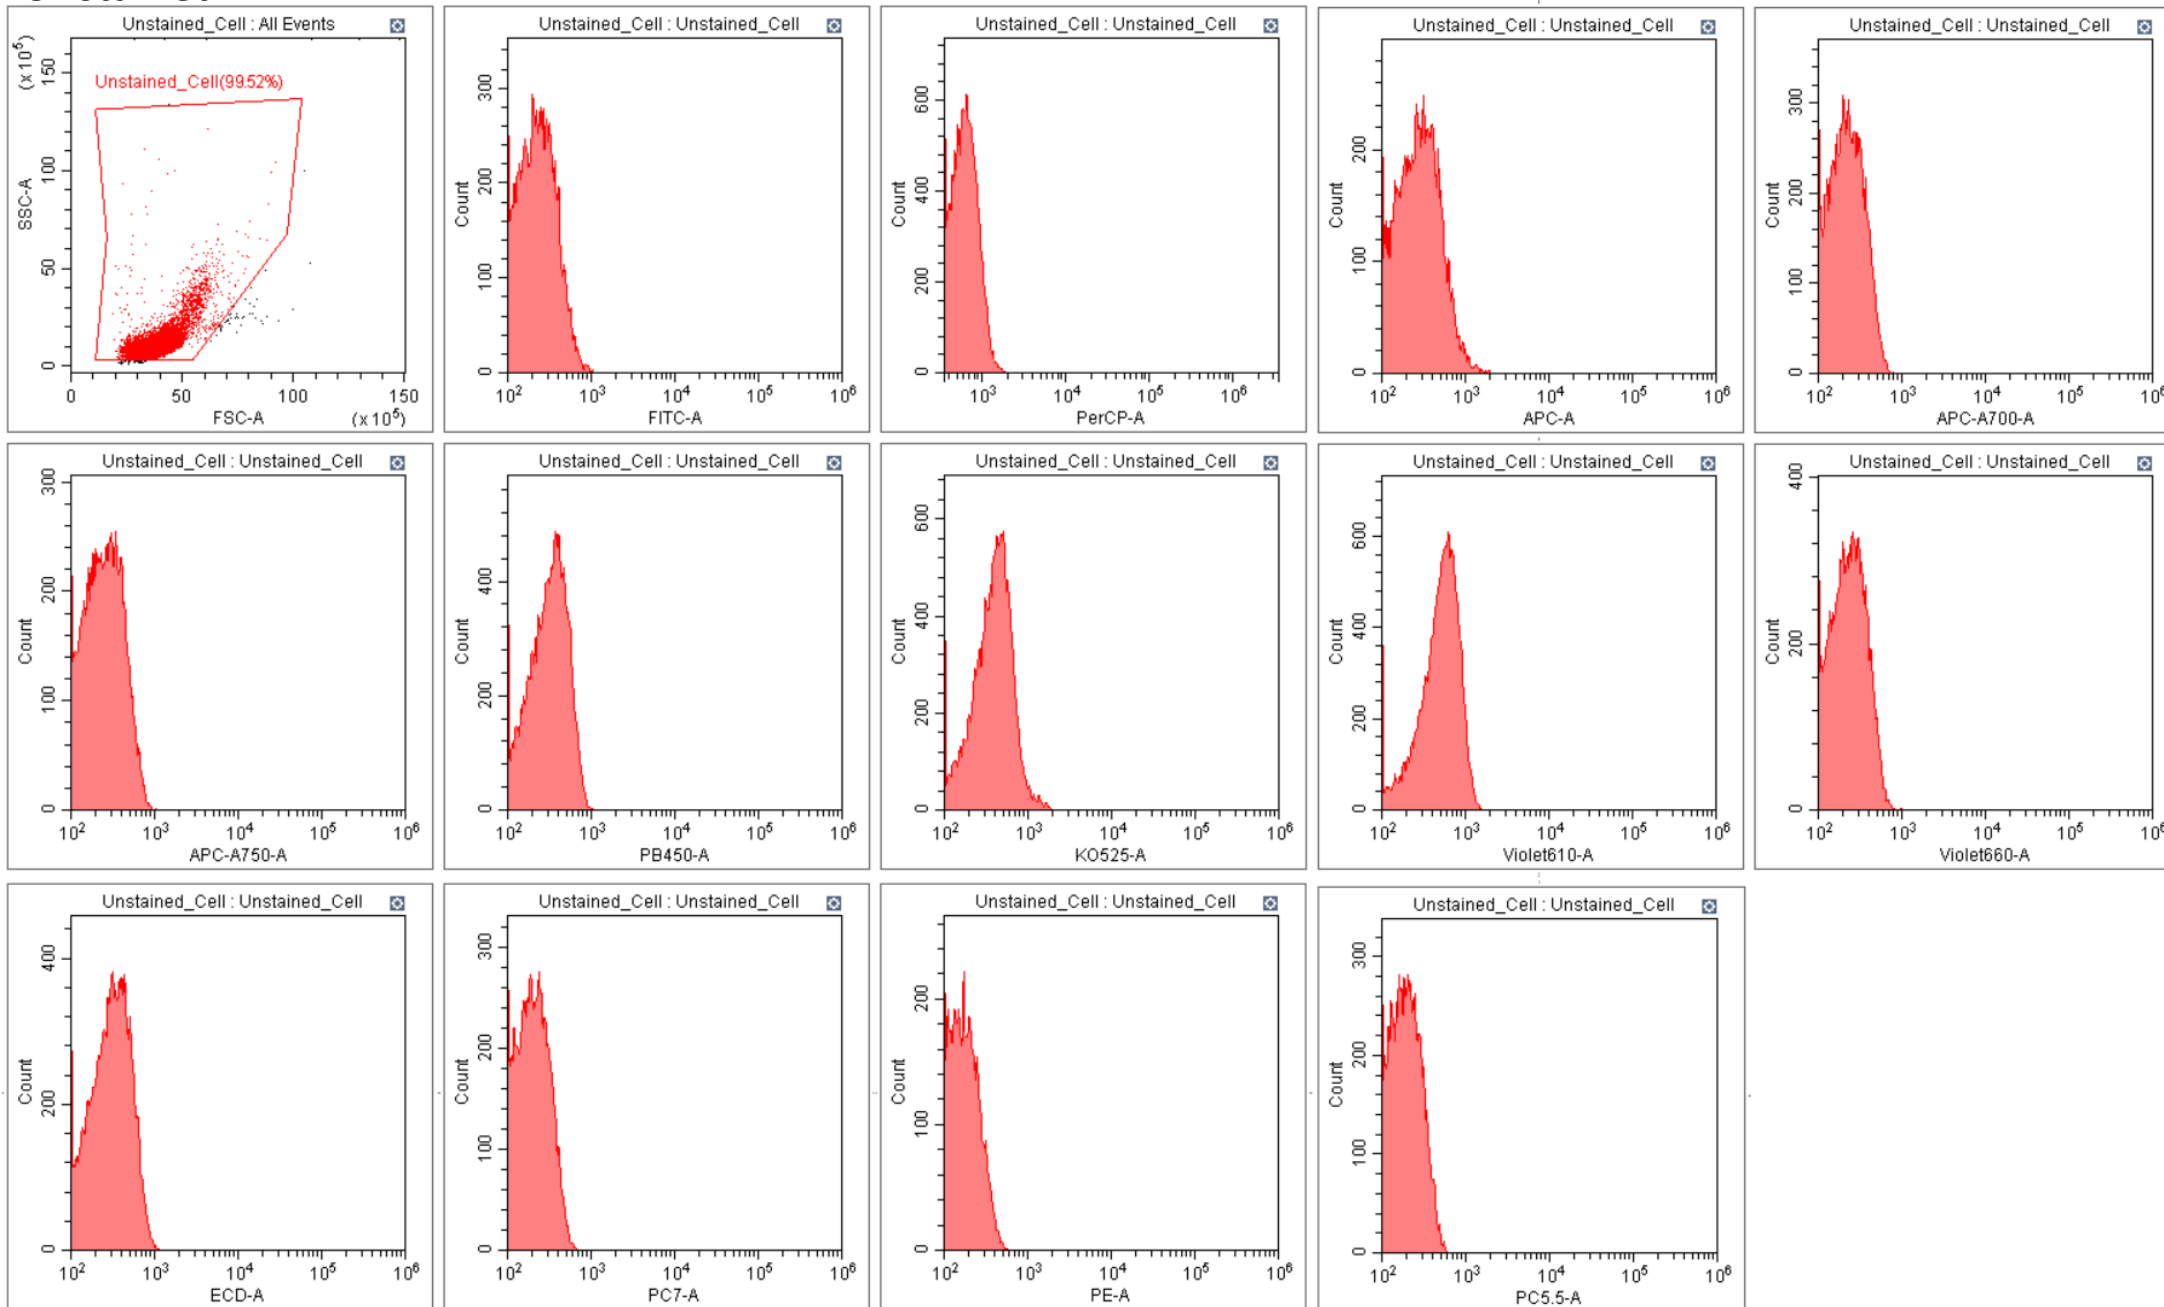 Unstained_Cell : All Events
(x 10⁵)
150
100
50
0
SSC-A
Unstained_Cell(99.52%)
0 50 100 150
FSC-A (x 10⁵)
Unstained_Cell : Unstained_Cell
300
200
100
0
Count
10² 10³ 10⁴ 10⁵ 10⁶
FITC-A
Unstained_Cell : Unstained_Cell
600
400
200
0
Count
10³ 10⁴ 10⁵ 10⁶
PerCP-A
Unstained_Cell : Unstained_Cell
200
100
0
Count
10² 10³ 10⁴ 10⁵ 10⁶
APC-A
Unstained_Cell : Unstained_Cell
300
200
100
0
Count
10² 10³ 10⁴ 10⁵ 10⁶
APC-A700-A
Unstained_Cell : Unstained_Cell
300
200
100
0
Count
10² 10³ 10⁴ 10⁵ 10⁶
APC-A750-A
Unstained_Cell : Unstained_Cell
400
200
0
Count
10² 10³ 10⁴ 10⁵ 10⁶
PB450-A
Unstained_Cell : Unstained_Cell
600
400
200
0
Count
10² 10³ 10⁴ 10⁵ 10⁶
KO525-A
Unstained_Cell : Unstained_Cell
600
400
200
0
Count
10² 10³ 10⁴ 10⁵ 10⁶
Violet610-A
Unstained_Cell : Unstained_Cell
400
200
0
Count
10² 10³ 10⁴ 10⁵ 10⁶
Violet660-A
Unstained_Cell : Unstained_Cell
400
200
0
Count
10² 10³ 10⁴ 10⁵ 10⁶
ECD-A
Unstained_Cell : Unstained_Cell
300
200
100
0
Count
10² 10³ 10⁴ 10⁵ 10⁶
PC7-A
Unstained_Cell : Unstained_Cell
200
100
0
Count
10² 10³ 10⁴ 10⁵ 10⁶
PE-A
Unstained_Cell : Unstained_Cell
300
200
100
0
Count
10² 10³ 10⁴ 10⁵ 10⁶
PC5.5-A